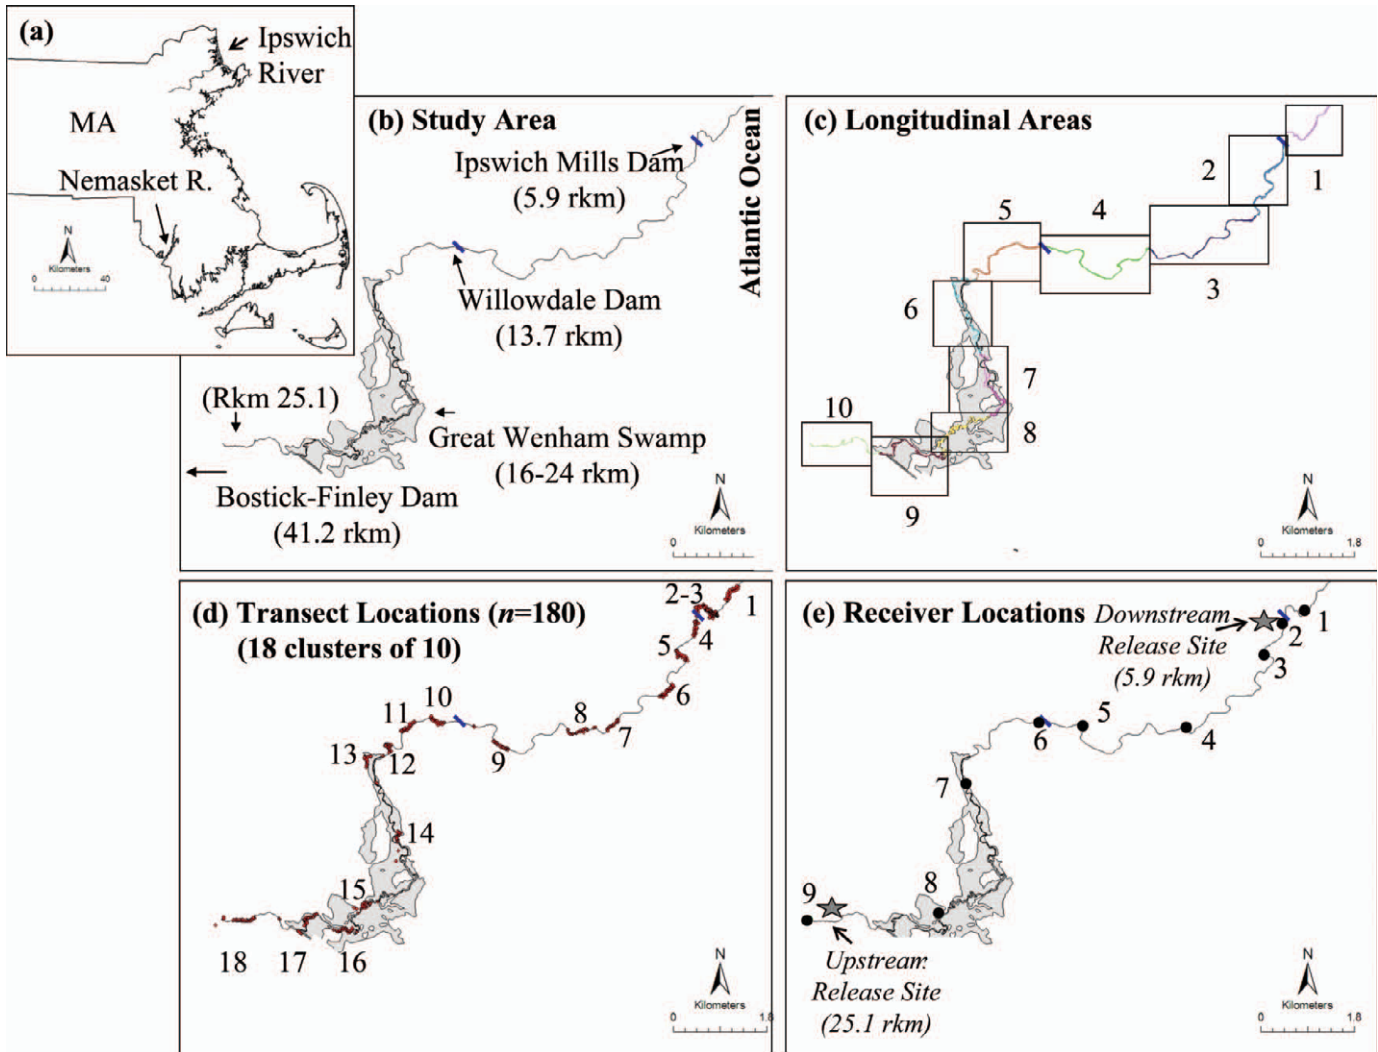 (a)
Ipswich
River
MA
Nemasket R.
N
Kilometers
0 40
(b) Study Area
Ipswich Mills Dam
(5.9 rkm)
Atlantic Ocean
Willowdale Dam
(13.7 rkm)
(Rkm 25.1)
Great Wenham Swamp
(16-24 rkm)
Bostick-Finley Dam
(41.2 rkm)
N
Kilometers
0
(c) Longitudinal Areas
1
2
3
4
5
6
7
8
9
10
N
Kilometers
0 1.8
(d) Transect Locations (n=180)
(18 clusters of 10)
1
2-3
4
5
6
7
8
9
10
11
12
13
14
15
16
17
18
N
Kilometers
0 1.8
(e) Receiver Locations
Downstream
Release Site
(5.9 rkm)
1
2
3
4
5
6
7
8
9
Upstream
Release Site
(25.1 rkm)
N
Kilometers
0 1.8